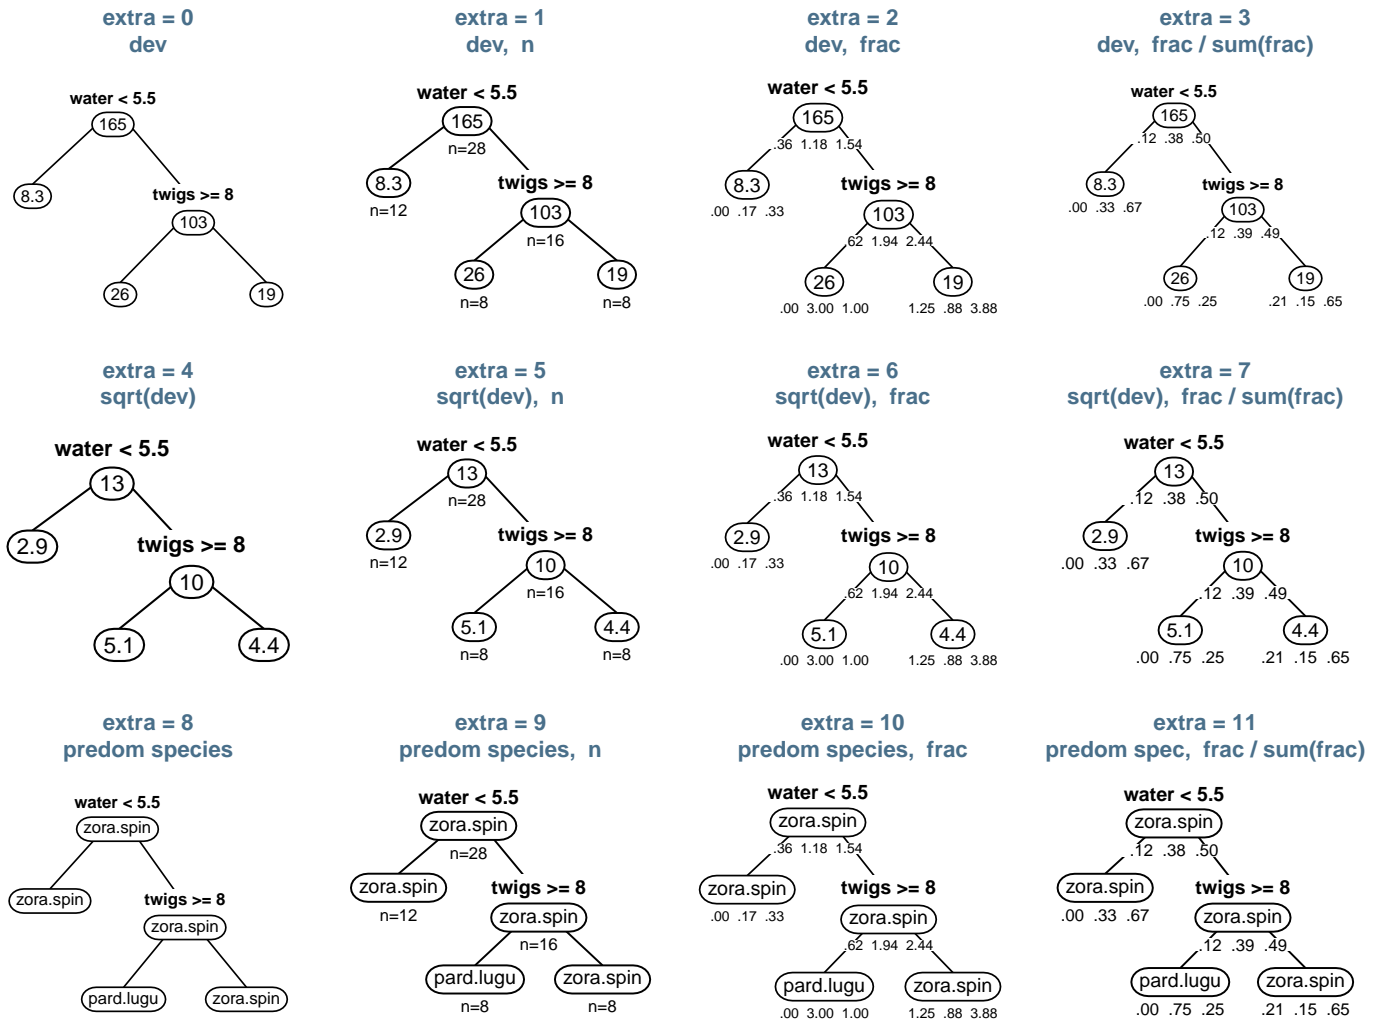 extra = 0
dev
water < 5.5
165
8.3
twigs >= 8
103
26
19
extra = 1
dev, n
water < 5.5
165
n=28
8.3
n=12
twigs >= 8
103
n=16
26
n=8
19
n=8
extra = 2
dev, frac
water < 5.5
165
.36 1.18 1.54
8.3
.00 .17 .33
twigs >= 8
103
.62 1.94 2.44
26
.00 3.00 1.00
19
1.25 .88 3.88
extra = 3
dev, frac / sum(frac)
water < 5.5
165
.12 .38 .50
8.3
.00 .33 .67
twigs >= 8
103
.12 .39 .49
26
.00 .75 .25
19
.21 .15 .65
extra = 4
sqrt(dev)
water < 5.5
13
2.9
twigs >= 8
10
5.1
4.4
extra = 5
sqrt(dev), n
water < 5.5
13
n=28
2.9
n=12
twigs >= 8
10
n=16
5.1
n=8
4.4
n=8
extra = 6
sqrt(dev), frac
water < 5.5
13
.36 1.18 1.54
2.9
.00 .17 .33
twigs >= 8
10
.62 1.94 2.44
5.1
.00 3.00 1.00
4.4
1.25 .88 3.88
extra = 7
sqrt(dev), frac / sum(frac)
water < 5.5
13
.12 .38 .50
2.9
.00 .33 .67
twigs >= 8
10
.12 .39 .49
5.1
.00 .75 .25
4.4
.21 .15 .65
extra = 8
predom species
water < 5.5
zora.spin
zora.spin
twigs >= 8
zora.spin
pard.lugu
zora.spin
extra = 9
predom species, n
water < 5.5
zora.spin
n=28
zora.spin
n=12
twigs >= 8
zora.spin
n=16
pard.lugu
n=8
zora.spin
n=8
extra = 10
predom species, frac
water < 5.5
zora.spin
.36 1.18 1.54
zora.spin
.00 .17 .33
twigs >= 8
zora.spin
.62 1.94 2.44
pard.lugu
.00 3.00 1.00
zora.spin
1.25 .88 3.88
extra = 11
predom spec, frac / sum(frac)
water < 5.5
zora.spin
.12 .38 .50
zora.spin
.00 .33 .67
twigs >= 8
zora.spin
.12 .39 .49
pard.lugu
.00 .75 .25
zora.spin
.21 .15 .65